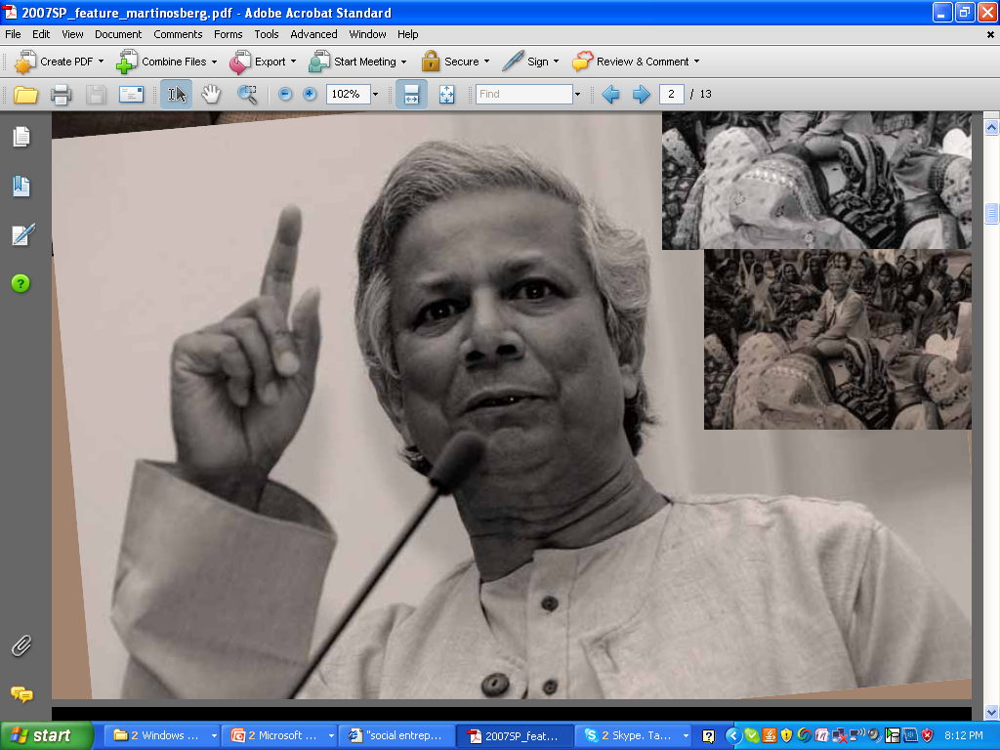 2007SP_feature_martinosberg.pdf - Adobe Acrobat Standard
File Edit View Document Comments Forms Tools Advanced Window Help
Create PDF Combine Files Export Start Meeting Secure Sign Review & Comment
102% Find 2 / 13
start 2 Windows ... 2 Microsoft ... "social entrep... 2007SP_feat... 2 Skype. Ta... 8:12 PM